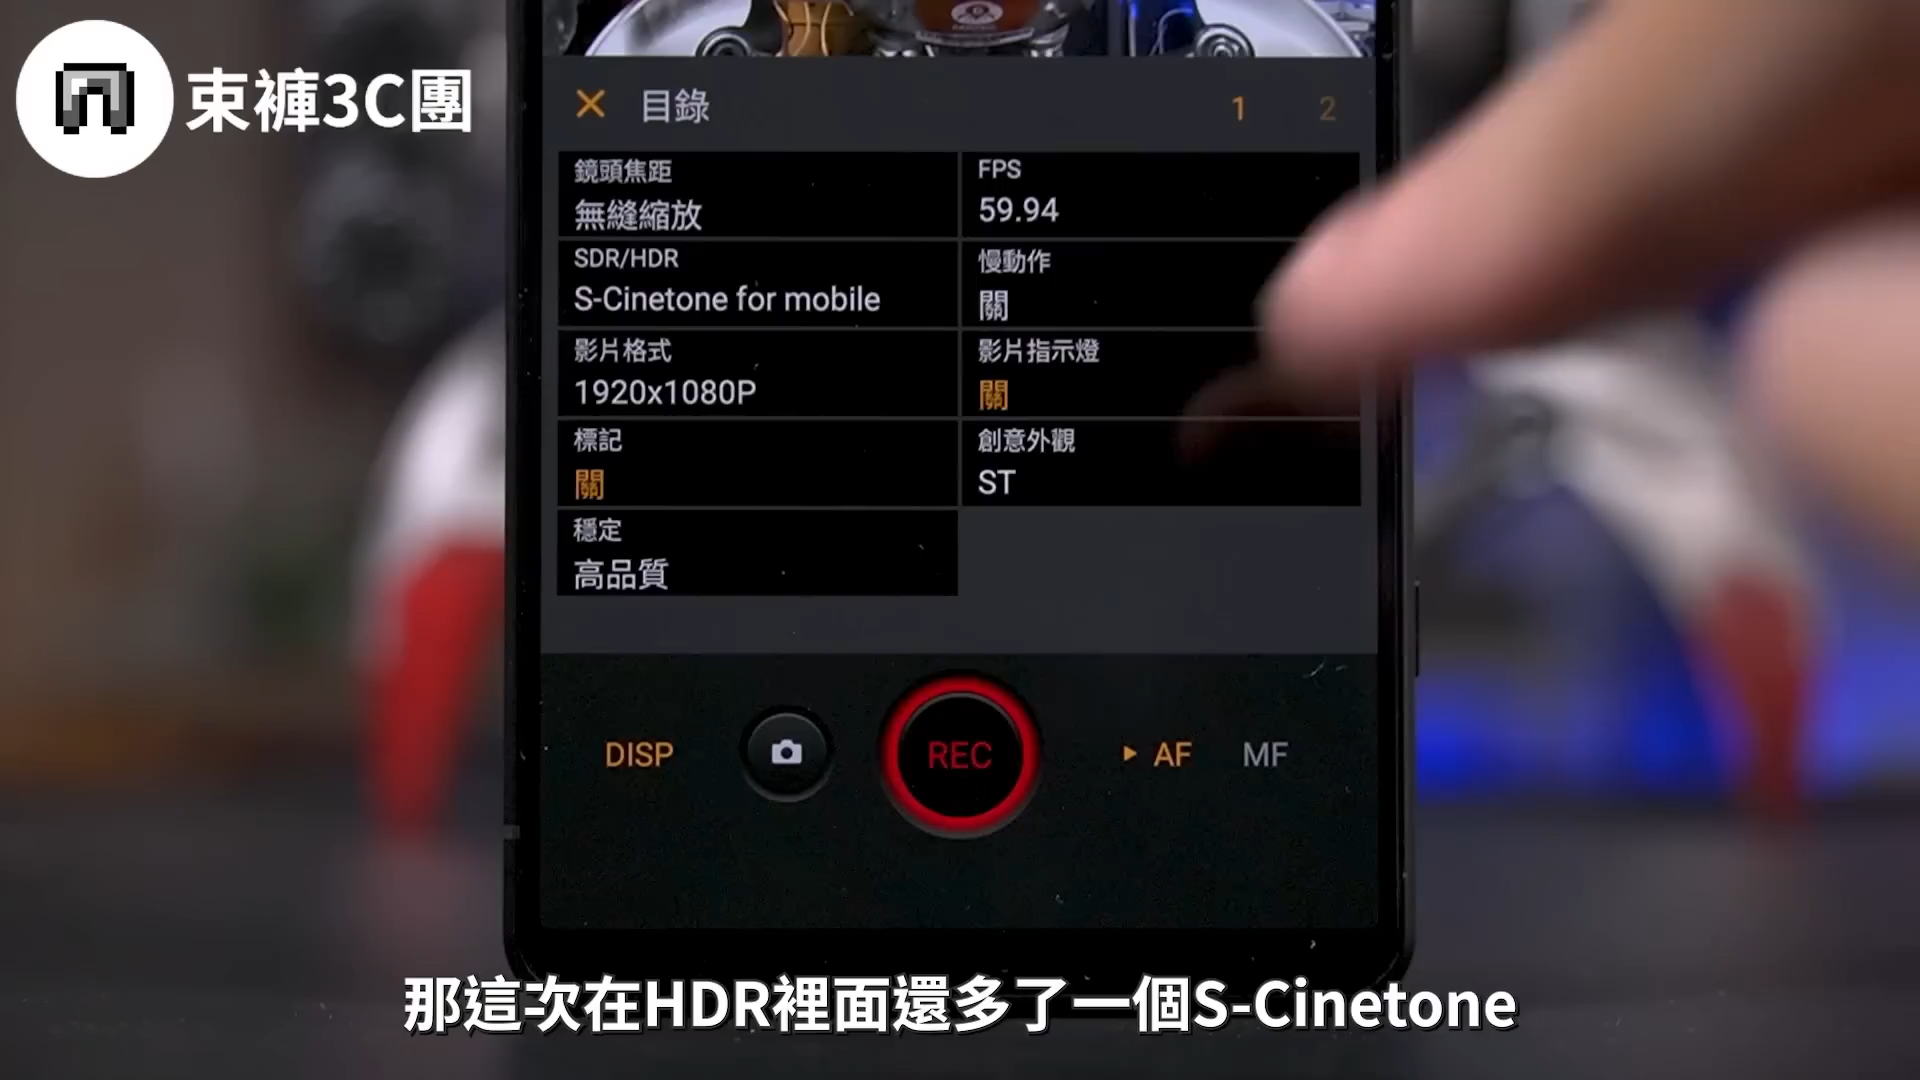 束褲3C團
目錄
1
2
鏡頭焦距
無縫縮放
FPS
59.94
SDR/HDR
S-Cinetone for mobile
慢動作
關
影片格式
1920x1080P
影片指示燈
關
標記
關
創意外觀
ST
穩定
高品質
DISP
REC
AF
MF
那這次在HDR裡面還多了一個S-Cinetone